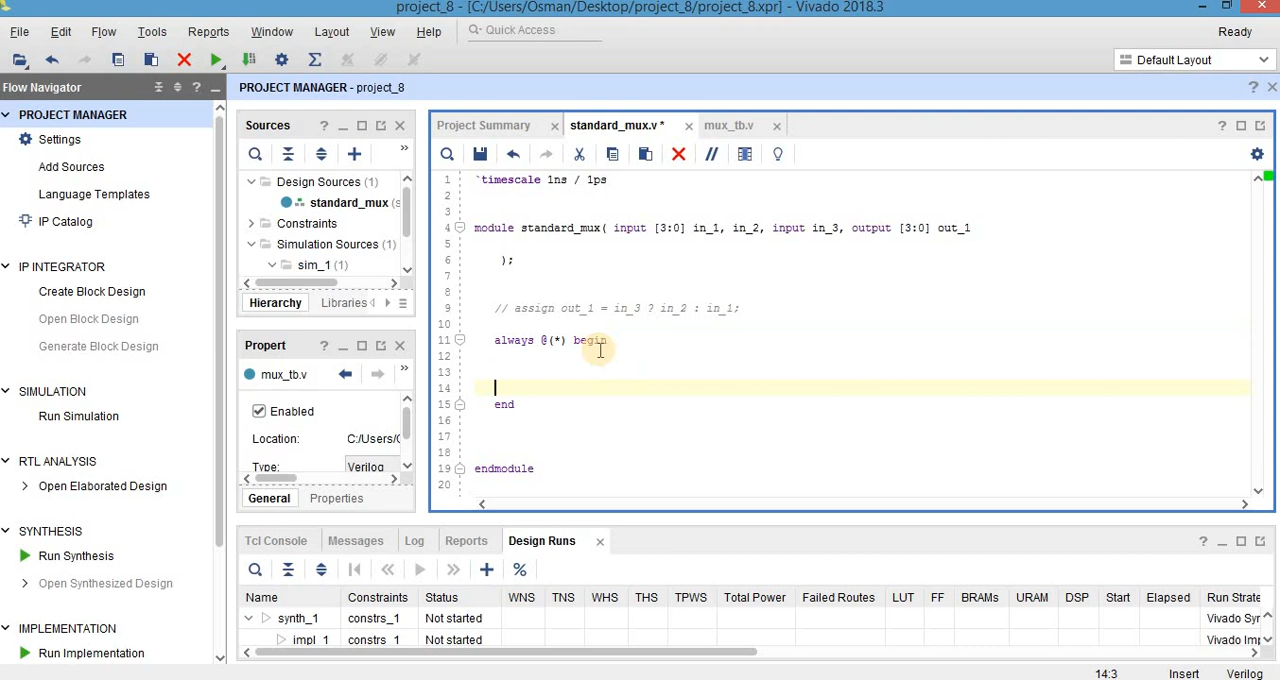 project_8 - [C:/Users/Osman/Desktop/project_8/project_8.xpr] - Vivado 2018.3
File Edit Flow Tools Reports Window Layout View Help Quick Access Ready
Default Layout
Flow Navigator
PROJECT MANAGER
Settings
Add Sources
Language Templates
IP Catalog
IP INTEGRATOR
Create Block Design
Open Block Design
Generate Block Design
SIMULATION
Run Simulation
RTL ANALYSIS
Open Elaborated Design
SYNTHESIS
Run Synthesis
Open Synthesized Design
IMPLEMENTATION
Run Implementation
PROJECT MANAGER - project_8
Sources
Design Sources (1)
standard_mux (s
Constraints
Simulation Sources (1)
sim_1 (1)
Hierarchy Libraries
Propert
mux_tb.v
Enabled
Location: C:/Users/O
Type: Verilog
General Properties
Project Summary standard_mux.v * mux_tb.v
1 `timescale 1ns / 1ps
2
3
4 module standard_mux( input [3:0] in_1, in_2, input in_3, output [3:0] out_1
5
6 );
7
8
9 // assign out_1 = in_3 ? in_2 : in_1;
10
11 always @(*) begin
12
13
14
15 end
16
17
18
19 endmodule
20
Tcl Console Messages Log Reports Design Runs
Name Constraints Status WNS TNS WHS THS TPWS Total Power Failed Routes LUT FF BRAMs URAM DSP Start Elapsed Run Strate
synth_1 constrs_1 Not started Vivado Syr
impl_1 constrs_1 Not started Vivado Imp
14:3 Insert Verilog